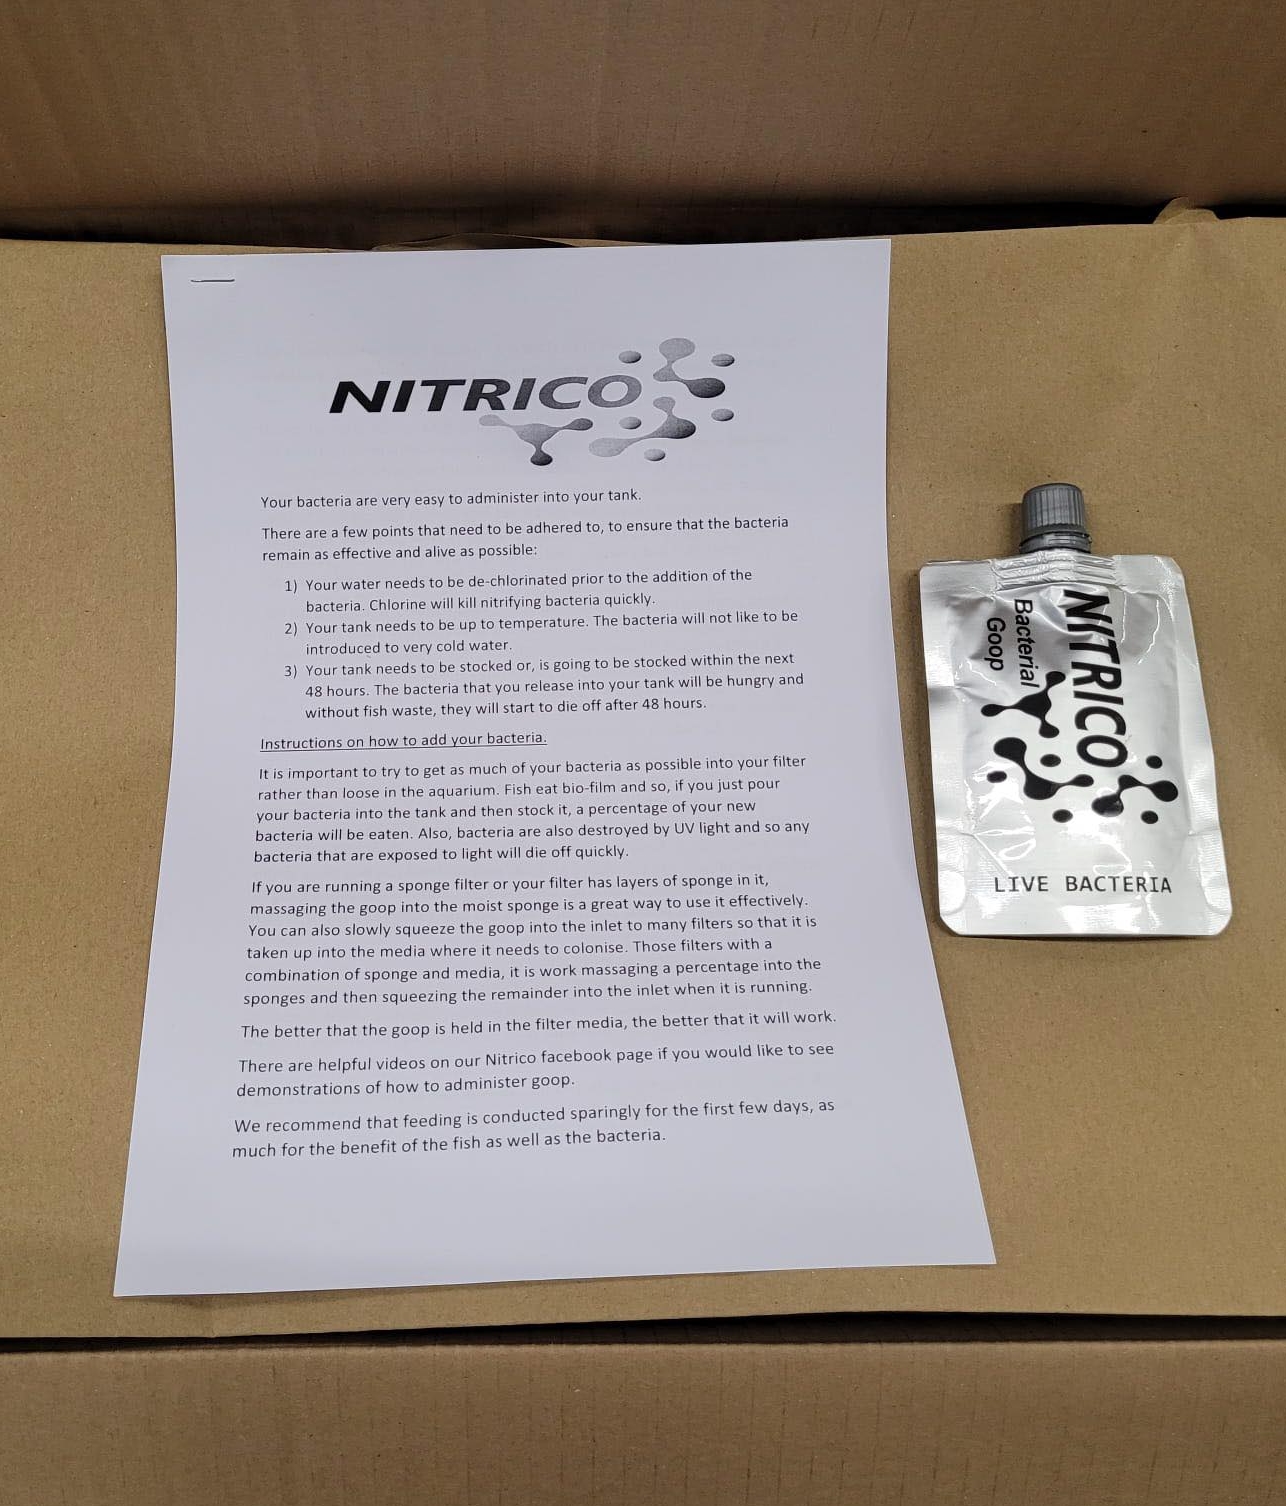 NITRICO
Your bacteria are very easy to administer into your tank.
There are a few points that need to be adhered to, to ensure that the bacteria
remain as effective and alive as possible:
1) Your water needs to be de-chlorinated prior to the addition of the
bacteria. Chlorine will kill nitrifying bacteria quickly.
2) Your tank needs to be up to temperature. The bacteria will not like to be
introduced to very cold water.
3) Your tank needs to be stocked or, is going to be stocked within the next
48 hours. The bacteria that you release into your tank will be hungry and
without fish waste, they will start to die off after 48 hours.
Instructions on how to add your bacteria.
It is important to try to get as much of your bacteria as possible into your filter
rather than loose in the aquarium. Fish eat bio-film and so, if you just pour
your bacteria into the tank and then stock it, a percentage of your new
bacteria will be eaten. Also, bacteria are also destroyed by UV light and so any
bacteria that are exposed to light will die off quickly.
If you are running a sponge filter or your filter has layers of sponge in it,
massaging the goop into the moist sponge is a great way to use it effectively.
You can also slowly squeeze the goop into the inlet to many filters so that it is
taken up into the media where it needs to colonise. Those filters with a
combination of sponge and media, it is work massaging a percentage into the
sponges and then squeezing the remainder into the inlet when it is running.
The better that the goop is held in the filter media, the better that it will work.
There are helpful videos on our Nitrico facebook page if you would like to see
demonstrations of how to administer goop.
We recommend that feeding is conducted sparingly for the first few days, as
much for the benefit of the fish as well as the bacteria.
NITRICO
Bacterial
Goop
LIVE BACTERIA